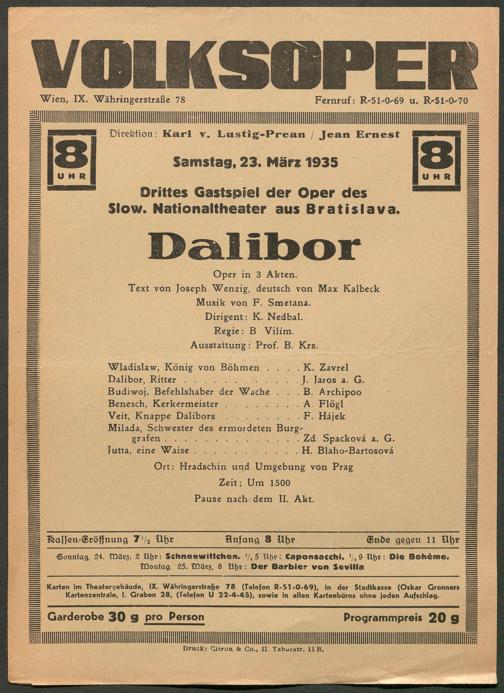 VOLKSOPER
Wien, IX. Währingerstraße 78 Fernruf: R-51-0-69 u. R-51-0-70
Direktion: Karl v. Lustig-Prean / Jean Ernest
8 UHR
8 UHR
Samstag, 23. März 1935
Drittes Gastspiel der Oper des
Slow. Nationaltheater aus Bratislava.
Dalibor
Oper in 3 Akten.
Text von Joseph Wenzig, deutsch von Max Kalbeck
Musik von F. Smetana.
Dirigent: K. Nedbal.
Regie: B Vilím.
Ausstattung: Prof. B. Krs.
Wladislaw, König von Böhmen . . . . K. Zavrel
Dalibor, Ritter . . . . . . . . . . . . . J. Jaros a. G.
Budiwoj, Befehlshaber der Wache . . . B. Archipoo
Benesch, Kerkermeister . . . . . . . . A. Flögl
Veit, Knappe Dalibors . . . . . . . . F. Hájek
Milada, Schwester des ermordeten Burg-
grafen . . . . . . . . . . . . . . Zd Spacková a. G.
Jutta, eine Waise . . . . . . . . . . . H. Blaho-Bartosová
Ort: Hradschin und Umgebung von Prag
Zeit; Um 1500
Pause nach dem II. Akt.
Kassen-Eröffnung 7 1/2 Uhr Anfang 8 Uhr Ende gegen 11 Uhr
Sonntag, 24. März, 2 Uhr: Schneewittchen. 1/2 5 Uhr: Caponsacchi. 1/2 9 Uhr: Die Bohéme.
Montag 25. März, 8 Uhr: Der Barbier von Sevilla
Karten im Theatergebäude, IX. Währingerstraße 78 (Telefon R-51-0-69), in der Stadtkasse (Oskar Gronners
Kartenzentrale, I. Graben 28, (Telefon U 22-4-45), sowie in allen Kartenbüros ohne jeden Aufschlag.
Garderobe 30 g pro Person Programmpreis 20 g
Druck: Citron & Co., II. Taborstr. 11 B.